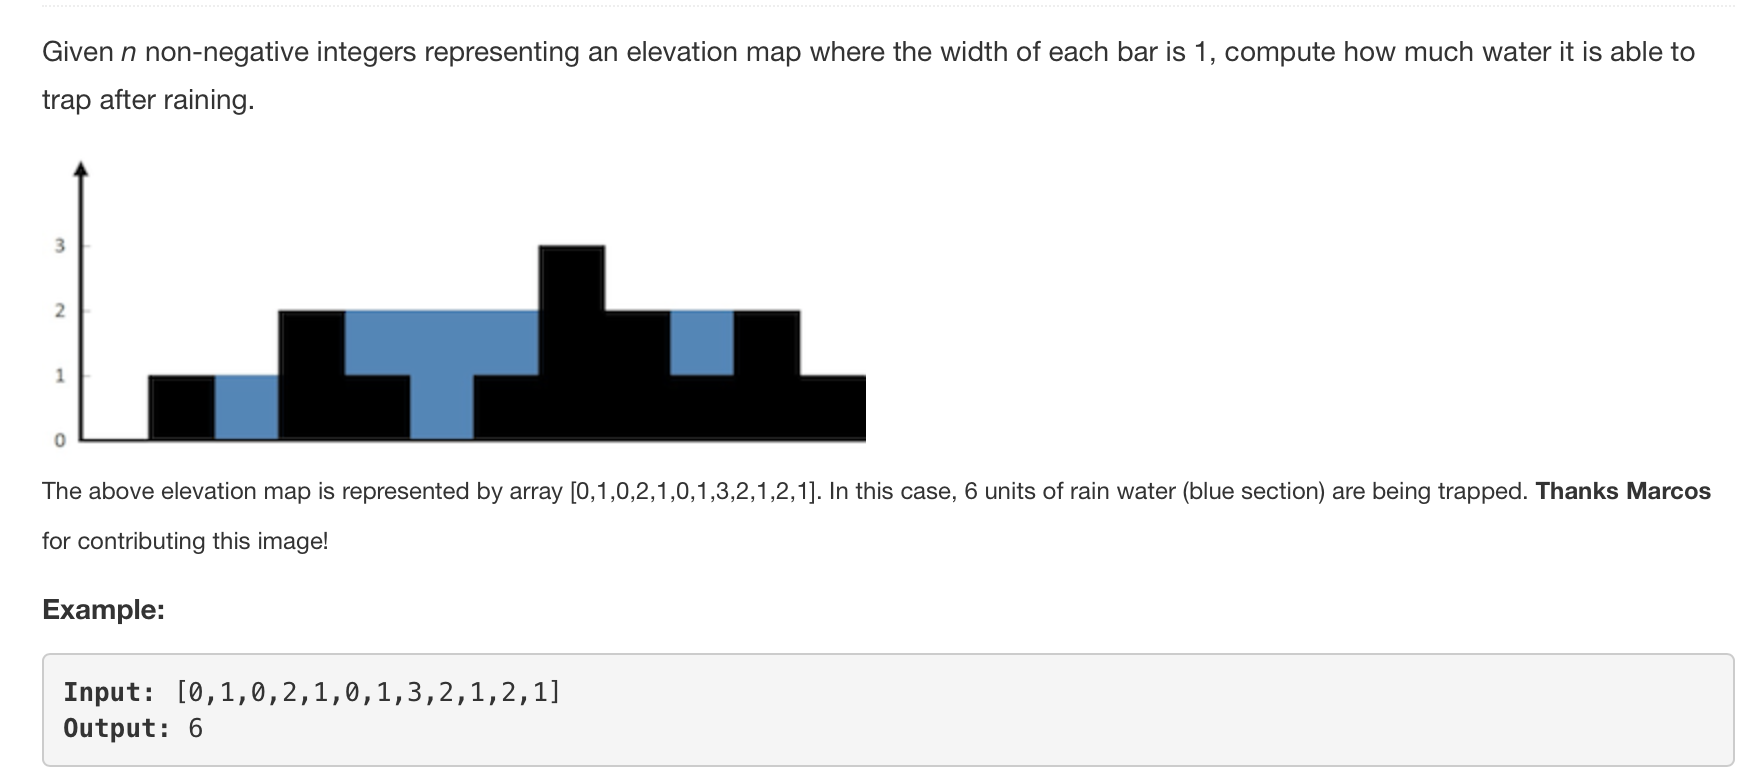 Given n non-negative integers representing an elevation map where the width of each bar is 1, compute how much water it is able to
trap after raining.
3
2
1
0
The above elevation map is represented by array [0,1,0,2,1,0,1,3,2,1,2,1]. In this case, 6 units of rain water (blue section) are being trapped. Thanks Marcos
for contributing this image!
Example:
Input: [0,1,0,2,1,0,1,3,2,1,2,1]
Output: 6